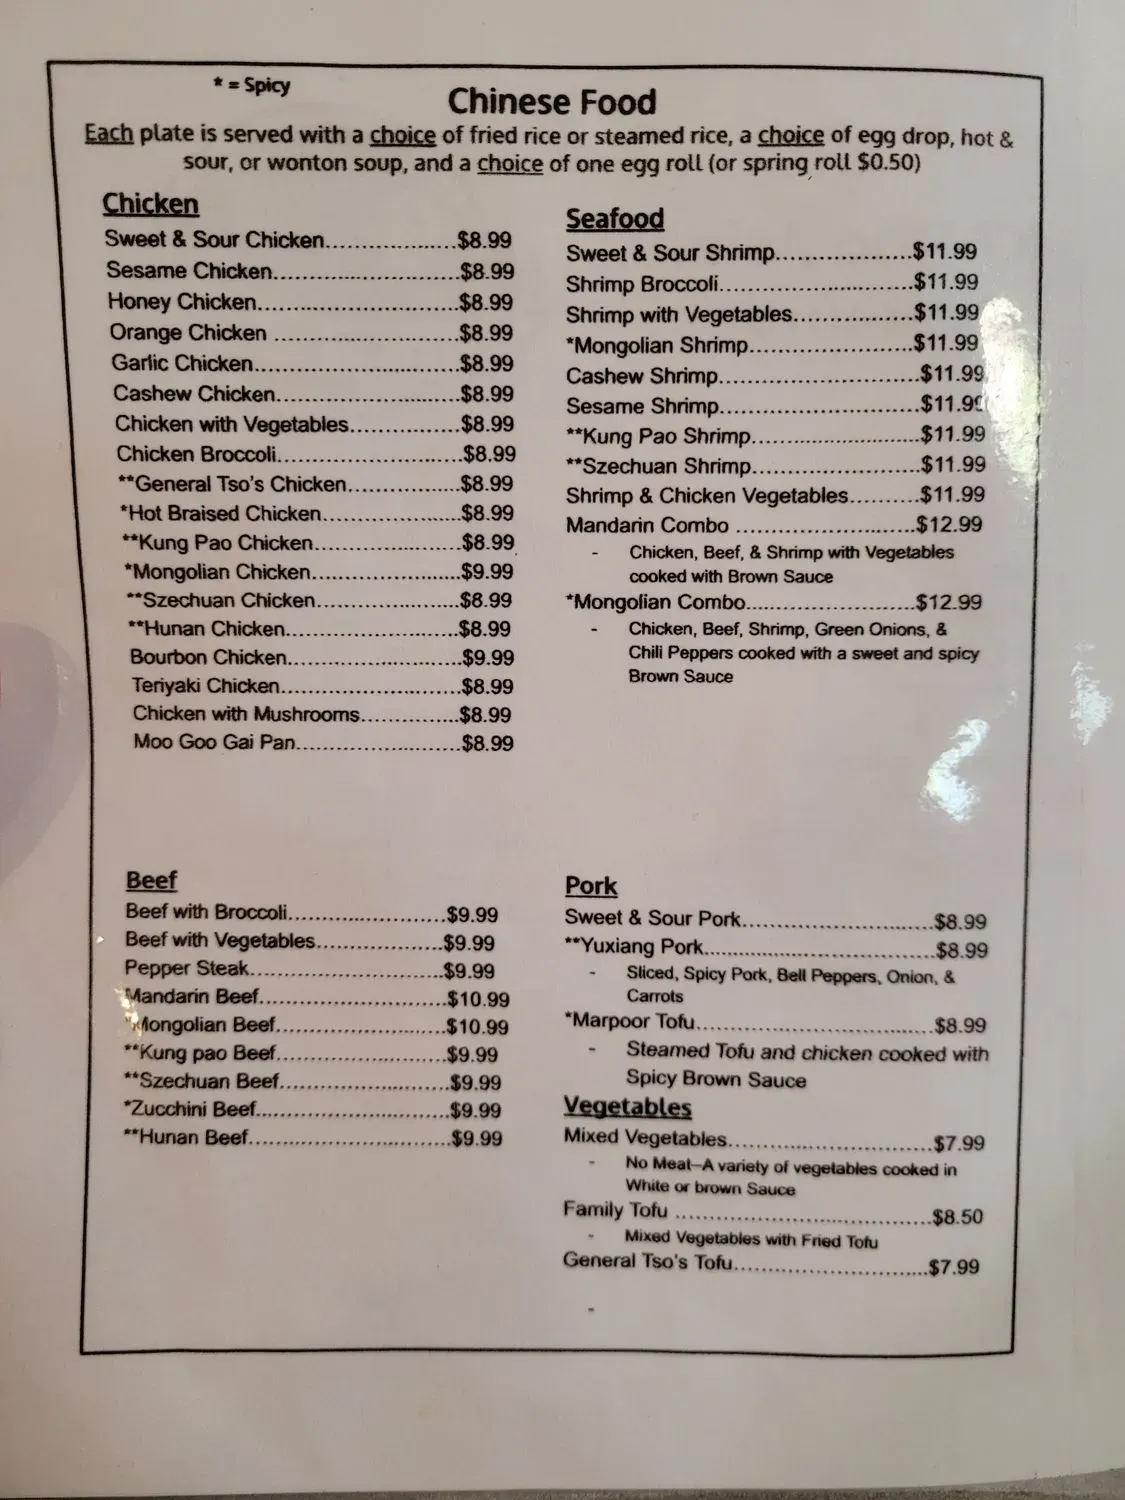 * = Spicy
Chinese Food
Each plate is served with a choice of fried rice or steamed rice, a choice of egg drop, hot &
sour, or wonton soup, and a choice of one egg roll (or spring roll $0.50)
Chicken
Sweet & Sour Chicken..................$8.99
Sesame Chicken..........................$8.99
Honey Chicken............................$8.99
Orange Chicken .........................$8.99
Garlic Chicken............................$8.99
Cashew Chicken.........................$8.99
Chicken with Vegetables...............$8.99
Chicken Broccoli.........................$8.99
**General Tso's Chicken...............$8.99
*Hot Braised Chicken...................$8.99
**Kung Pao Chicken....................$8.99
*Mongolian Chicken.....................$9.99
**Szechuan Chicken....................$8.99
**Hunan Chicken........................$8.99
Bourbon Chicken........................$9.99
Teriyaki Chicken.........................$8.99
Chicken with Mushrooms.............$8.99
Moo Goo Gai Pan.......................$8.99
Seafood
Sweet & Sour Shrimp...................$11.99
Shrimp Broccoli...........................$11.99
Shrimp with Vegetables................$11.99
*Mongolian Shrimp......................$11.99
Cashew Shrimp...........................$11.99
Sesame Shrimp...........................$11.99
**Kung Pao Shrimp.......................$11.99
**Szechuan Shrimp.......................$11.99
Shrimp & Chicken Vegetables..........$11.99
Mandarin Combo .........................$12.99
- Chicken, Beef, & Shrimp with Vegetables
cooked with Brown Sauce
*Mongolian Combo.......................$12.99
- Chicken, Beef, Shrimp, Green Onions, &
Chili Peppers cooked with a sweet and spicy
Brown Sauce
Beef
Beef with Broccoli......................$9.99
Beef with Vegetables.................$9.99
Pepper Steak...........................$9.99
Mandarin Beef..........................$10.99
*Mongolian Beef.......................$10.99
**Kung pao Beef.......................$9.99
**Szechuan Beef.......................$9.99
*Zucchini Beef..........................$9.99
**Hunan Beef...........................$9.99
Pork
Sweet & Sour Pork..........................$8.99
**Yuxiang Pork...............................$8.99
- Sliced, Spicy Pork, Bell Peppers, Onion, &
Carrots
*Marpoor Tofu................................$8.99
- Steamed Tofu and chicken cooked with
Spicy Brown Sauce
Vegetables
Mixed Vegetables............................$7.99
- No Meat–A variety of vegetables cooked in
White or brown Sauce
Family Tofu ...................................$8.50
- Mixed Vegetables with Fried Tofu
General Tso's Tofu...........................$7.99
-